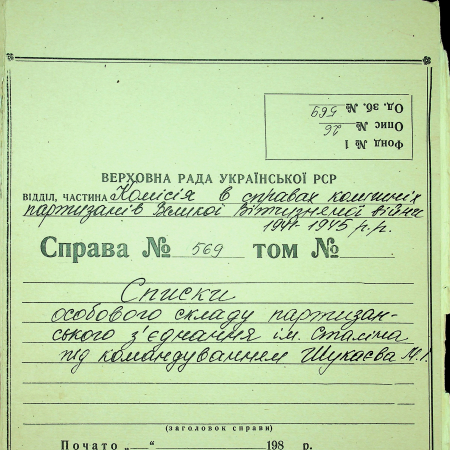 Фонд № 1
Опис № 26
Од. зб. № 569
ВЕРХОВНА РАДА УКРАЇНСЬКОЇ РСР
ВІДДІЛ, ЧАСТИНА Комісія в справах колишніх
партизанів Великої Вітчизняної війни
1941-1945 р.р.
Справа № 569 том №
Списки
особового складу партизан-
ського з'єднання ім. Сталіна
під командуванням Шукаєва М.І.
(заголовок справи)
Почато „ “ 198 р.